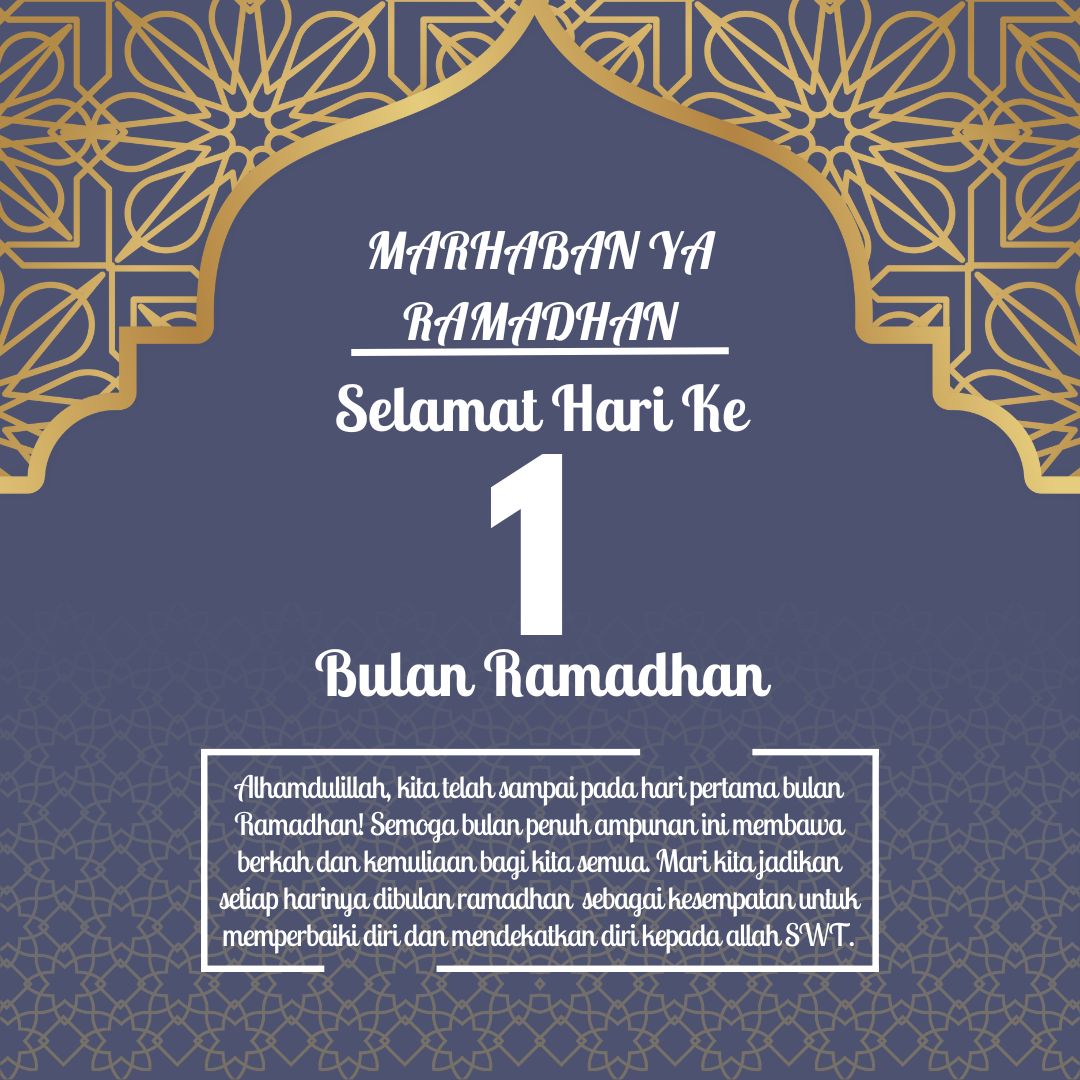 MARHABAN YA
RAMADHAN
Selamat Hari Ke
1
Bulan Ramadhan
Alhamdulillah, kita telah sampai pada hari pertama bulan
Ramadhan! Semoga bulan penuh ampunan ini membawa
berkah dan kemuliaan bagi kita semua. Mari kita jadikan
setiap harinya dibulan ramadhan  sebagai kesempatan untuk
memperbaiki diri dan mendekatkan diri kepada allah SWT.